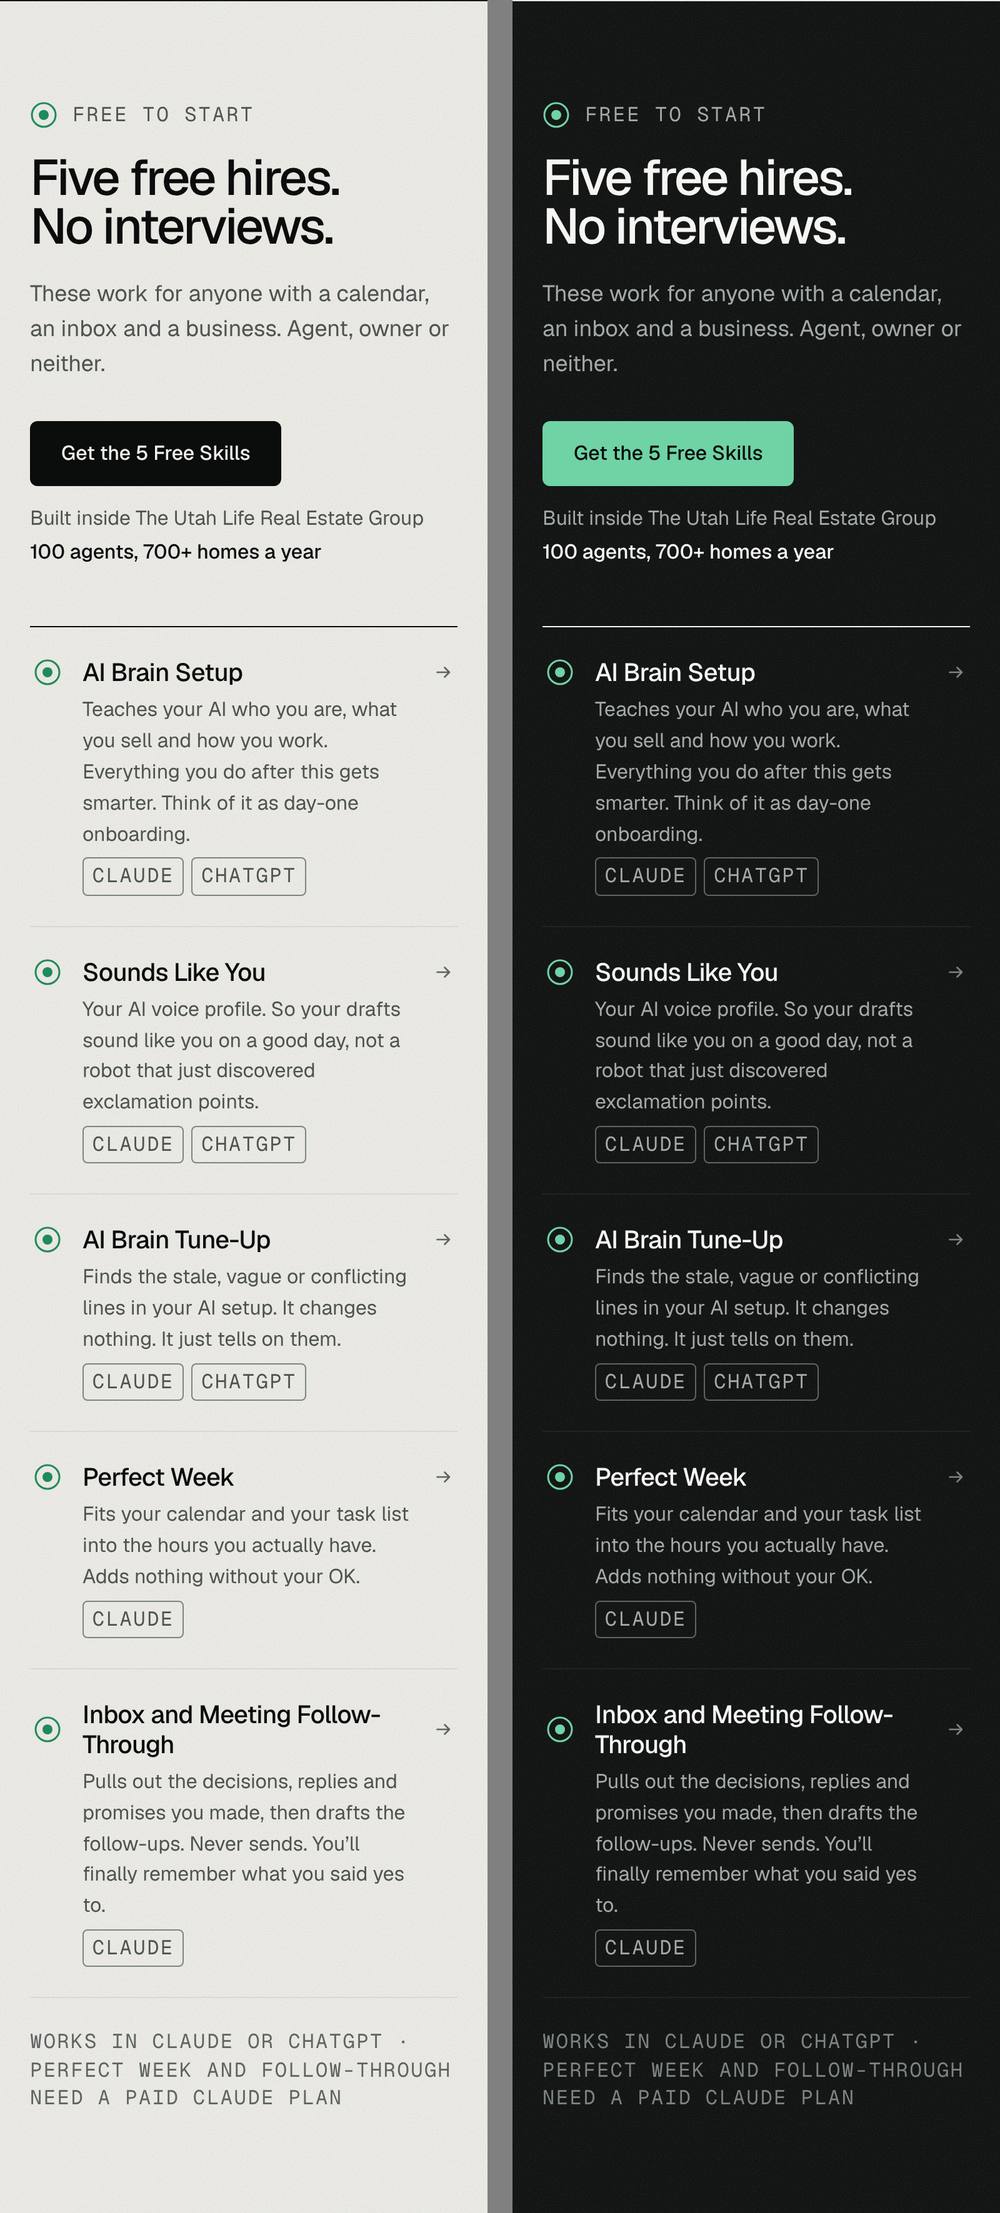 FREE TO START
Five free hires.
No interviews.
These work for anyone with a calendar,
an inbox and a business. Agent, owner or
neither.
Get the 5 Free Skills
Built inside The Utah Life Real Estate Group
100 agents, 700+ homes a year
AI Brain Setup →
Teaches your AI who you are, what
you sell and how you work.
Everything you do after this gets
smarter. Think of it as day-one
onboarding.
CLAUDE CHATGPT
Sounds Like You →
Your AI voice profile. So your drafts
sound like you on a good day, not a
robot that just discovered
exclamation points.
CLAUDE CHATGPT
AI Brain Tune-Up →
Finds the stale, vague or conflicting
lines in your AI setup. It changes
nothing. It just tells on them.
CLAUDE CHATGPT
Perfect Week →
Fits your calendar and your task list
into the hours you actually have.
Adds nothing without your OK.
CLAUDE
Inbox and Meeting Follow-
Through →
Pulls out the decisions, replies and
promises you made, then drafts the
follow-ups. Never sends. You’ll
finally remember what you said yes
to.
CLAUDE
WORKS IN CLAUDE OR CHATGPT ·
PERFECT WEEK AND FOLLOW-THROUGH
NEED A PAID CLAUDE PLAN
FREE TO START
Five free hires.
No interviews.
These work for anyone with a calendar,
an inbox and a business. Agent, owner or
neither.
Get the 5 Free Skills
Built inside The Utah Life Real Estate Group
100 agents, 700+ homes a year
AI Brain Setup →
Teaches your AI who you are, what
you sell and how you work.
Everything you do after this gets
smarter. Think of it as day-one
onboarding.
CLAUDE CHATGPT
Sounds Like You →
Your AI voice profile. So your drafts
sound like you on a good day, not a
robot that just discovered
exclamation points.
CLAUDE CHATGPT
AI Brain Tune-Up →
Finds the stale, vague or conflicting
lines in your AI setup. It changes
nothing. It just tells on them.
CLAUDE CHATGPT
Perfect Week →
Fits your calendar and your task list
into the hours you actually have.
Adds nothing without your OK.
CLAUDE
Inbox and Meeting Follow-
Through →
Pulls out the decisions, replies and
promises you made, then drafts the
follow-ups. Never sends. You’ll
finally remember what you said yes
to.
CLAUDE
WORKS IN CLAUDE OR CHATGPT ·
PERFECT WEEK AND FOLLOW-THROUGH
NEED A PAID CLAUDE PLAN